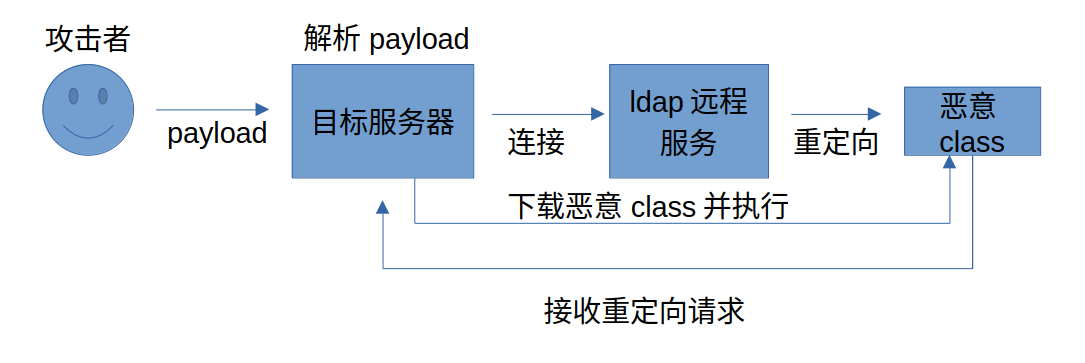 攻击者
解析 payload
payload
目标服务器
连接
ldap 远程
服务
重定向
恶意
class
下载恶意 class 并执行
接收重定向请求